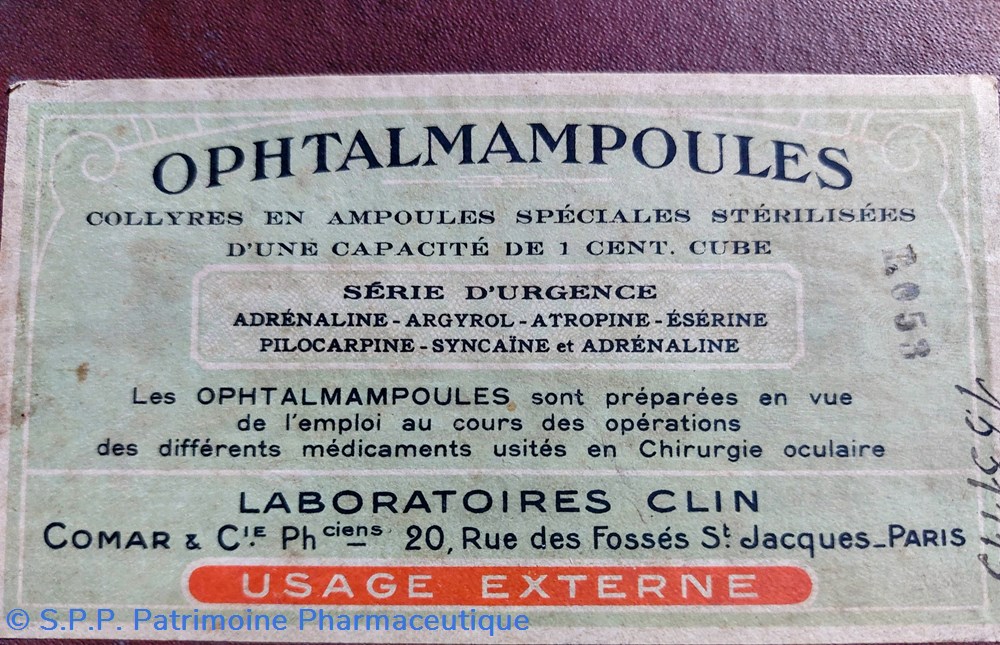 OPHTALMAMPOULES
COLLYRES EN AMPOULES SPÉCIALES STÉRILISÉES
D'UNE CAPACITÉ DE 1 CENT. CUBE
SÉRIE D'URGENCE
ADRÉNALINE - ARGYROL - ATROPINE - ÉSÉRINE
PILOCARPINE - SYNCAÏNE et ADRÉNALINE
Les OPHTALMAMPOULES sont préparées en vue
de l'emploi au cours des opérations
des différents médicaments usités en Chirurgie oculaire
LABORATOIRES CLIN
COMAR & CIE Phciens 20, Rue des Fossés St Jacques_PARIS
USAGE EXTERNE
© S.P.P. Patrimoine Pharmaceutique